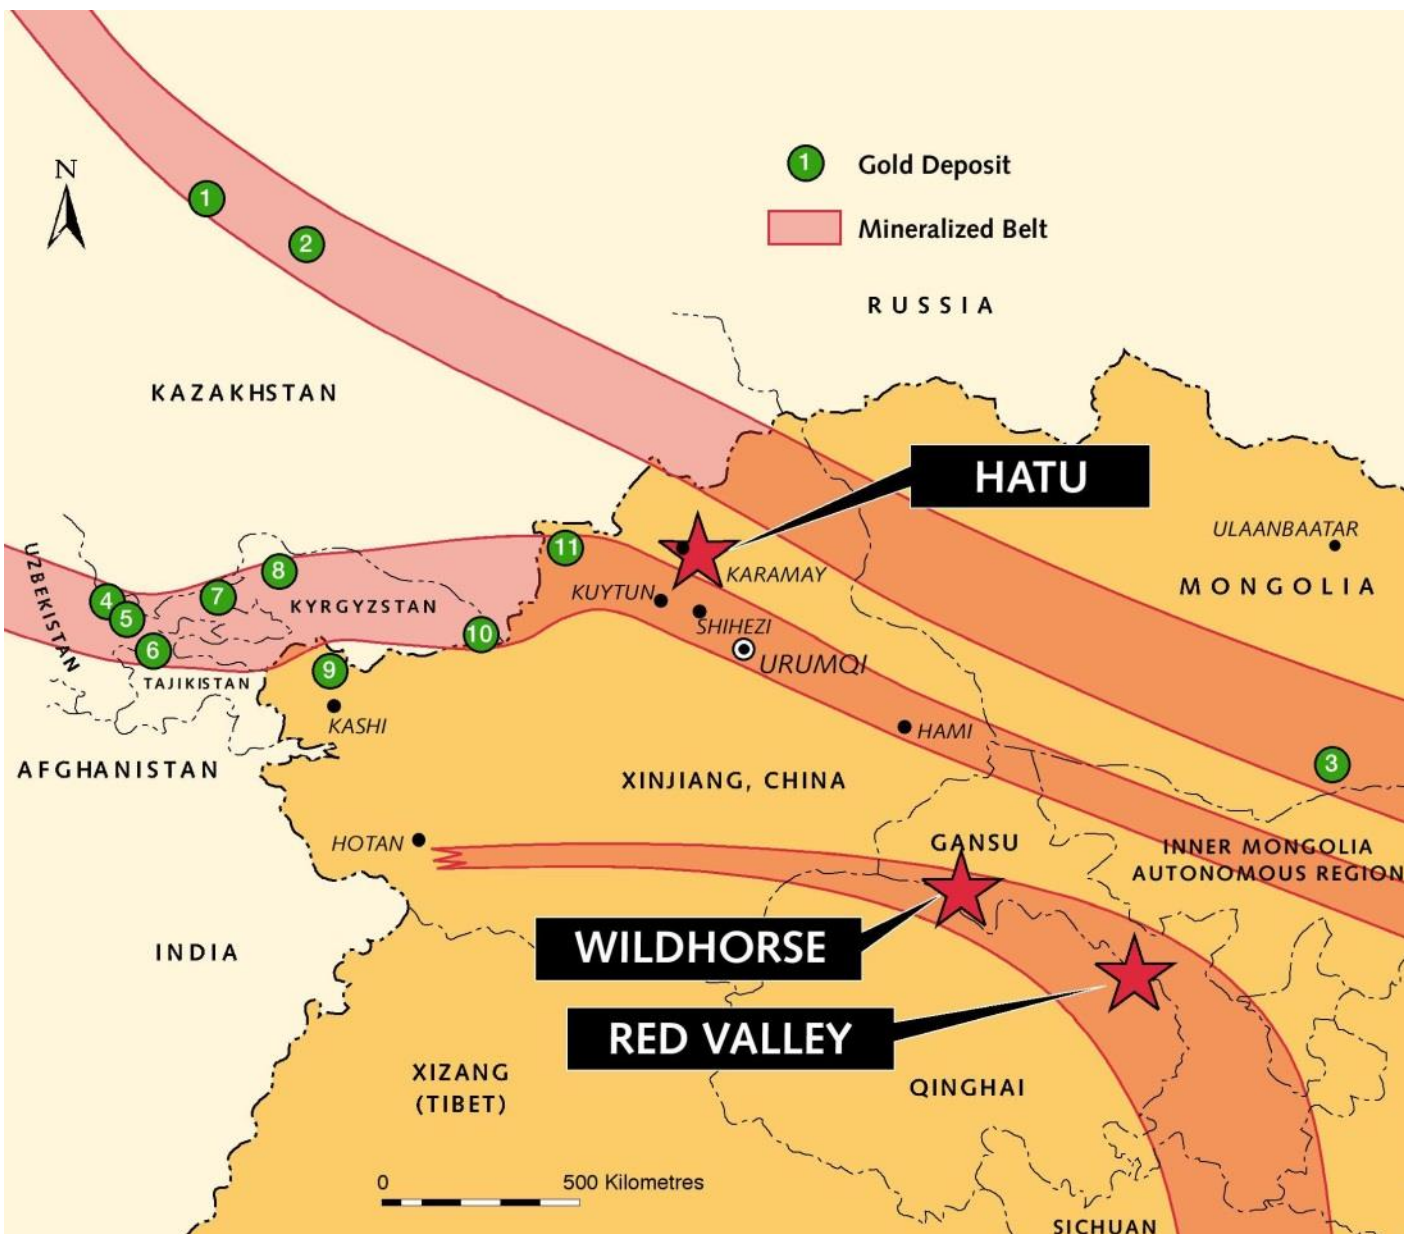 N
1
Gold Deposit
Mineralized Belt
1
2
RUSSIA
KAZAKHSTAN
HATU
ULAANBAATAR
MONGOLIA
UZBEKISTAN
11
8
KARAMAY
KUYTUN
4
7
KYRGYZSTAN
5
SHIHEZI
10
6
URUMQI
9
TAJIKISTAN
KASHI
HAMI
AFGHANISTAN
3
XINJIANG, CHINA
HOTAN
GANSU
INNER MONGOLIA
AUTONOMOUS REGION
WILDHORSE
INDIA
RED VALLEY
XIZANG
(TIBET)
QINGHAI
0 500 Kilometres
SICHUAN